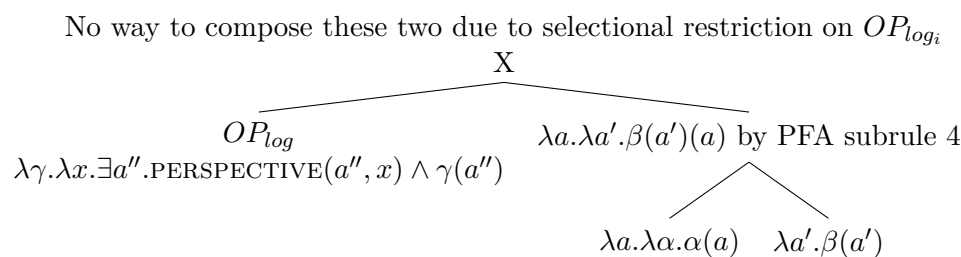 No way to compose these two due to selectional restriction on OP_{log_i}
X
OP_{log} λa.λa′.β(a′)(a) by PFA subrule 4
λγ.λx.∃a″.PERSPECTIVE(a″, x) ∧ γ(a″)
λa.λα.α(a) λa′.β(a′)